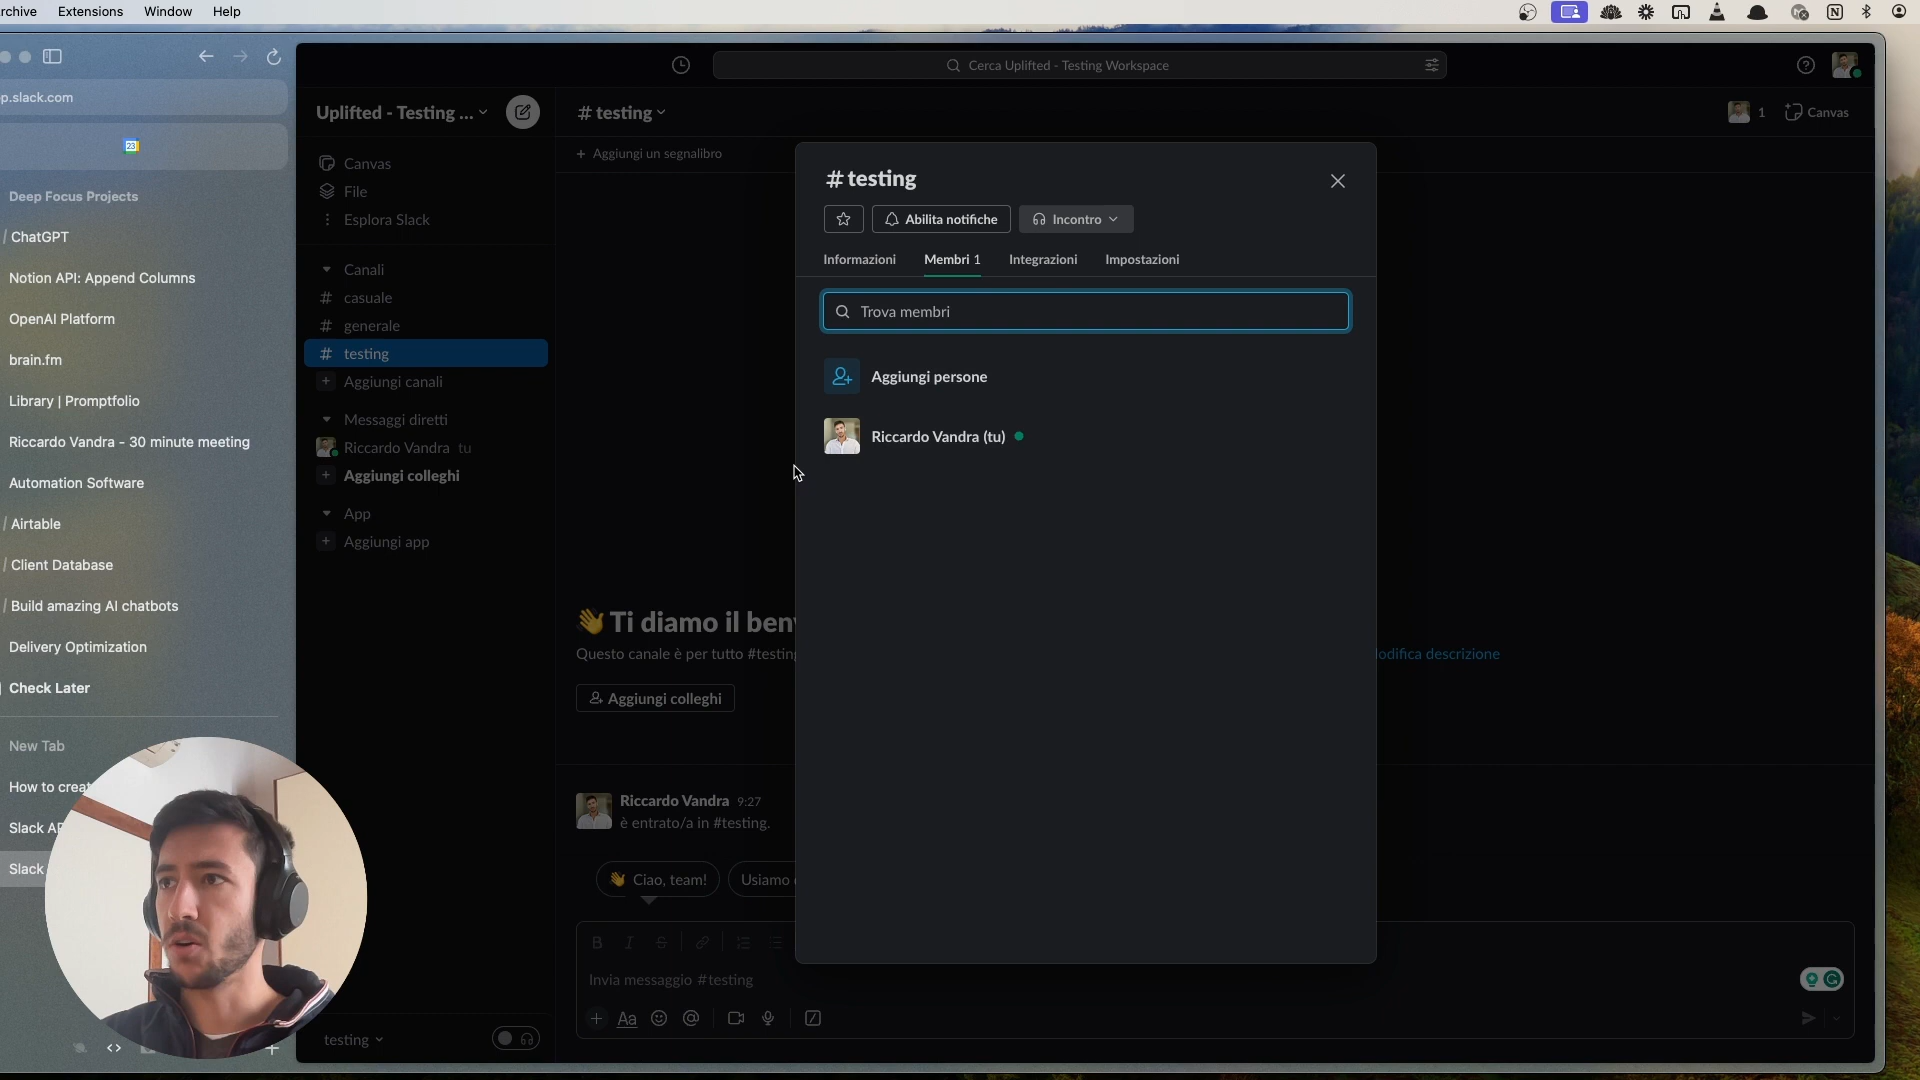 rchive Extensions Window Help
p.slack.com
23
Deep Focus Projects
/ ChatGPT
Notion API: Append Columns
OpenAI Platform
brain.fm
Library | Promptfolio
Riccardo Vandra - 30 minute meeting
Automation Software
/ Airtable
/ Client Database
/ Build amazing AI chatbots
Delivery Optimization
Check Later
New Tab
How to creat
Slack AP
Slack
Cerca Uplifted - Testing Workspace
Uplifted - Testing ...
Canvas
File
Esplora Slack
Canali
# casuale
# generale
# testing
+ Aggiungi canali
Messaggi diretti
Riccardo Vandra tu
+ Aggiungi colleghi
App
+ Aggiungi app
testing
# testing
1
Canvas
+ Aggiungi un segnalibro
# testing
Abilita notifiche
Incontro
Informazioni
Membri 1
Integrazioni
Impostazioni
Trova membri
Aggiungi persone
Riccardo Vandra (tu)
👋 Ti diamo il ben
Questo canale è per tutto #testing
odifica descrizione
Aggiungi colleghi
Riccardo Vandra 9:27
è entrato/a in #testing.
👋 Ciao, team!
Usiamo
B I S
Invia messaggio #testing
+ Aa @